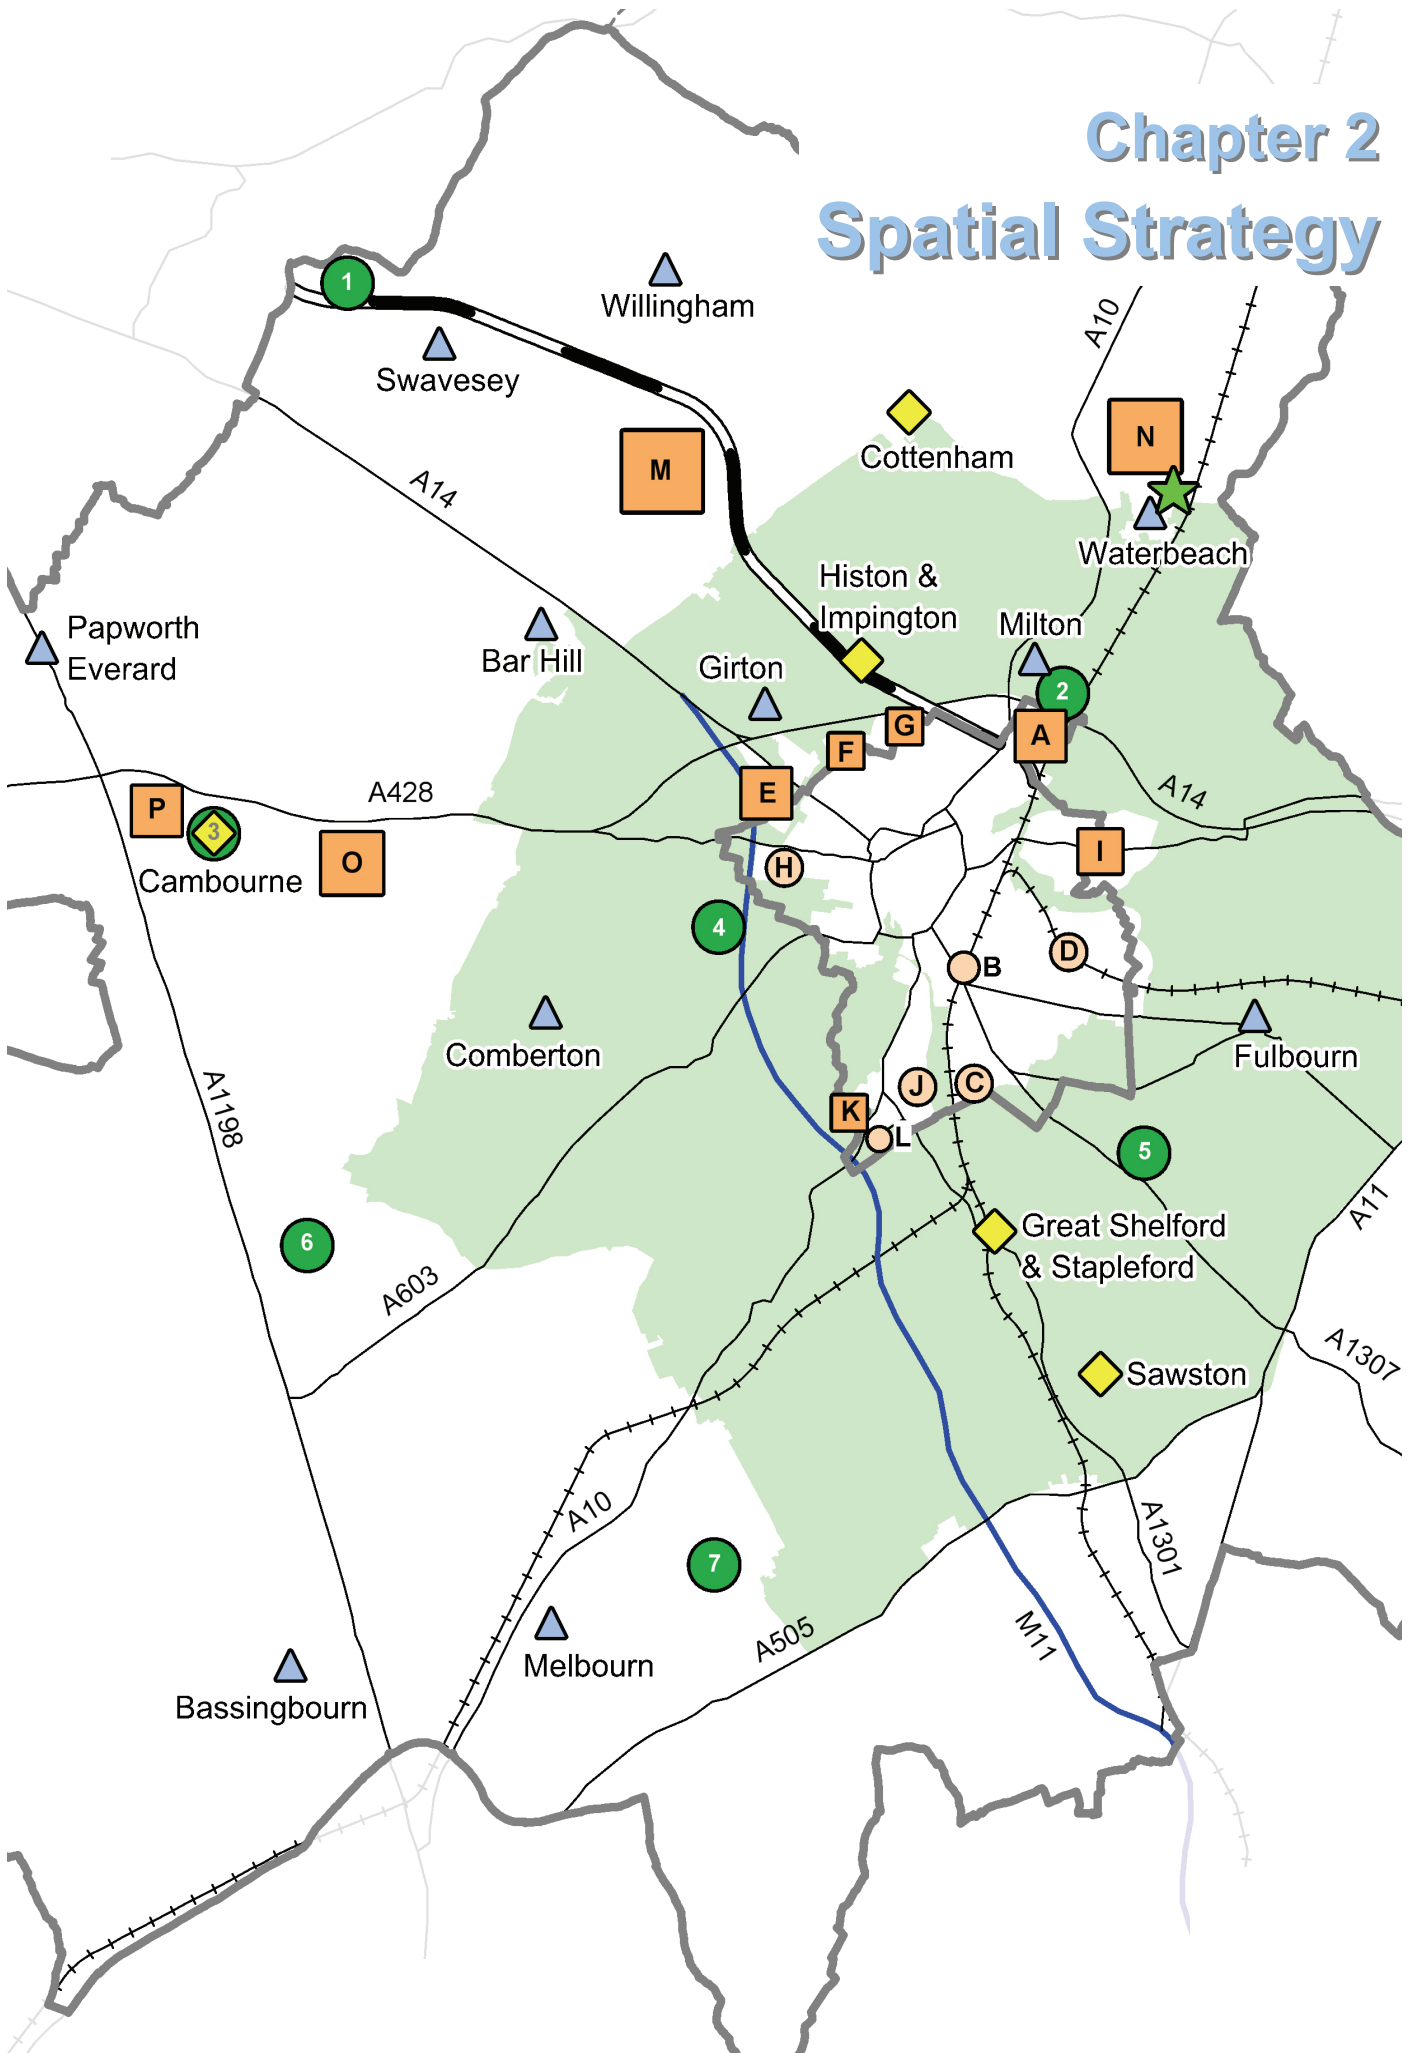 Chapter 2
Spatial Strategy
1
Willingham
A10
Swavesey
Cottenham
N
M
A14
Waterbeach
Histon &
Impington
Papworth
Everard
Milton
Bar Hill
Girton
2
G
A
F
E
A14
A428
P
3
I
O
H
Cambourne
4
D
B
Comberton
Fulbourn
J
C
A1198
K
L
5
A11
Great Shelford
& Stapleford
6
A603
A1307
Sawston
A10
A1301
7
A505
M11
Melbourn
Bassingbourn